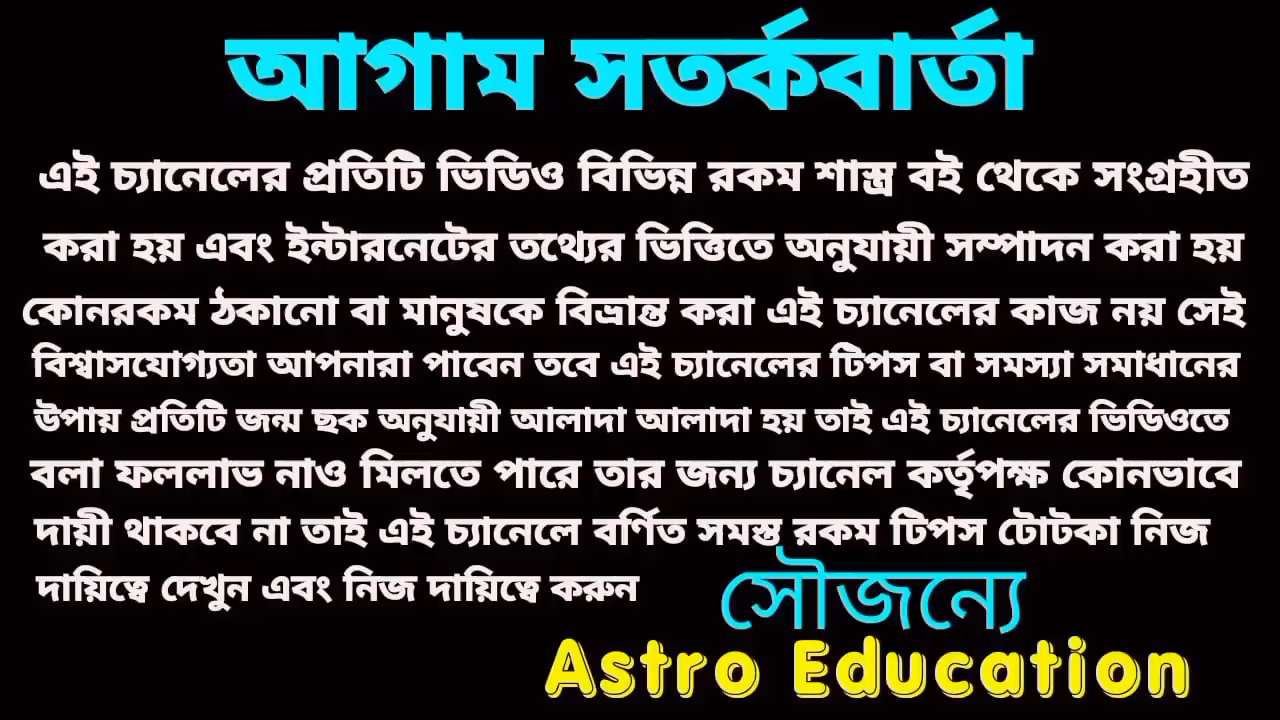 আগাম সতর্কবার্তা
এই চ্যানেলের প্রতিটি ভিডিও বিভিন্ন রকম শাস্ত্র বই থেকে সংগ্রহীত
করা হয় এবং ইন্টারনেটের তথ্যের ভিত্তিতে অনুযায়ী সম্পাদন করা হয়
কোনরকম ঠকানো বা মানুষকে বিভ্রান্ত করা এই চ্যানেলের কাজ নয় সেই
বিশ্বাসযোগ্যতা আপনারা পাবেন তবে এই চ্যানেলের টিপস বা সমস্যা সমাধানের
উপায় প্রতিটি জন্ম ছক অনুযায়ী আলাদা আলাদা হয় তাই এই চ্যানেলের ভিডিওতে
বলা ফললাভ নাও মিলতে পারে তার জন্য চ্যানেল কর্তৃপক্ষ কোনভাবে
দায়ী থাকবে না তাই এই চ্যানেলে বর্ণিত সমস্ত রকম টিপস টোটকা নিজ
দায়িত্বে দেখুন এবং নিজ দায়িত্বে করুন
সৌজন্যে
Astro Education